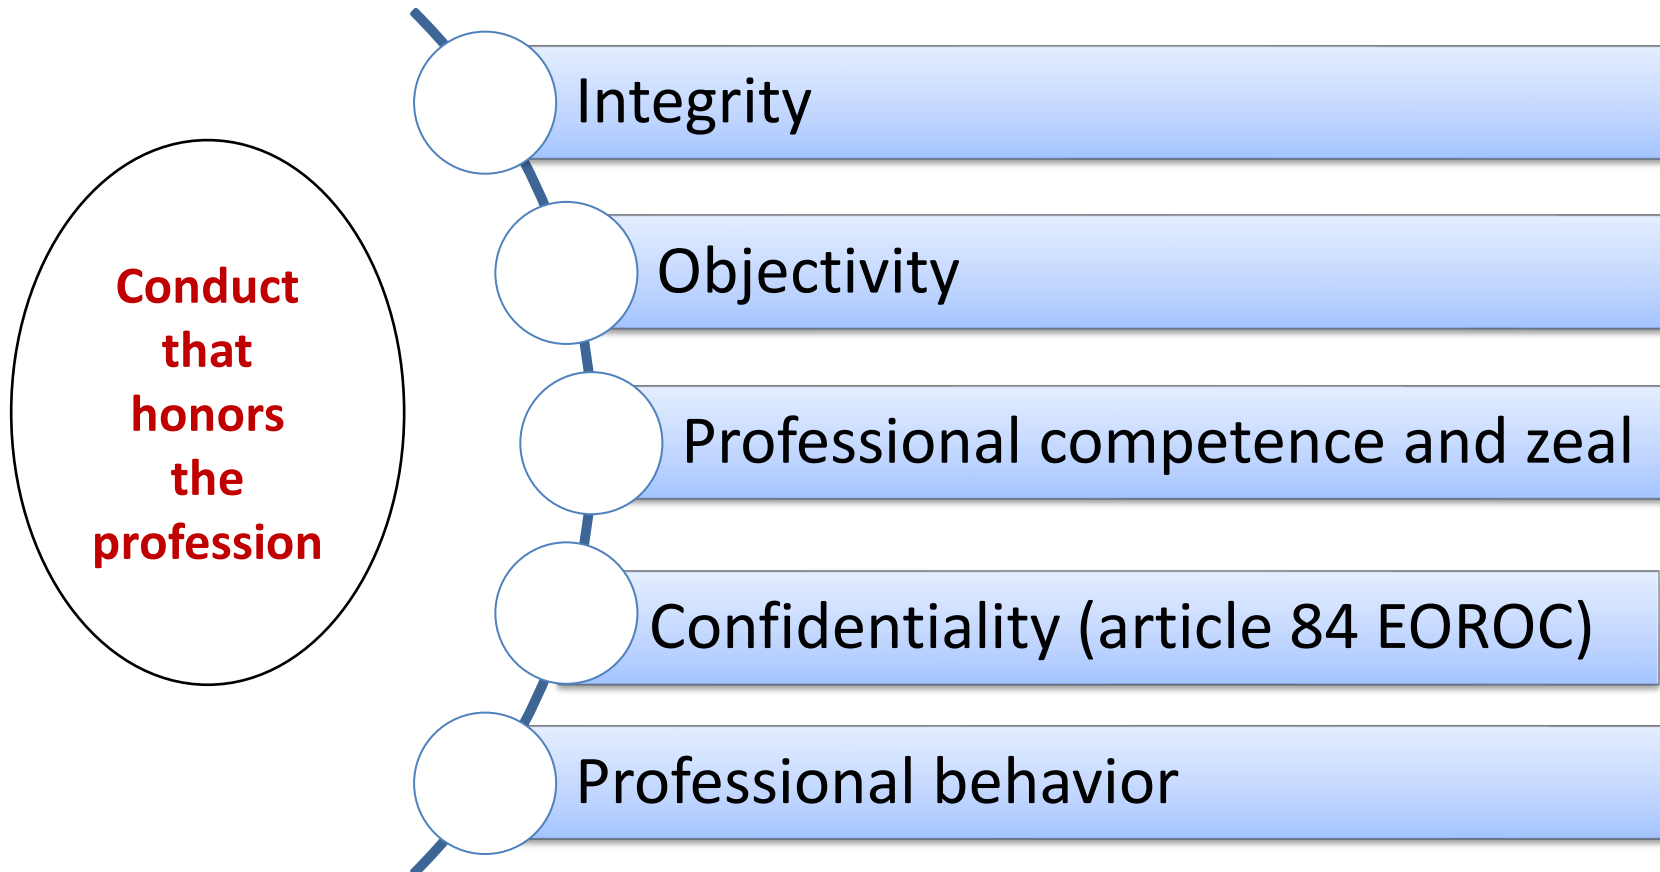 Conduct
that
honors
the
profession
Integrity
Objectivity
Professional competence and zeal
Confidentiality (article 84 EOROC)
Professional behavior